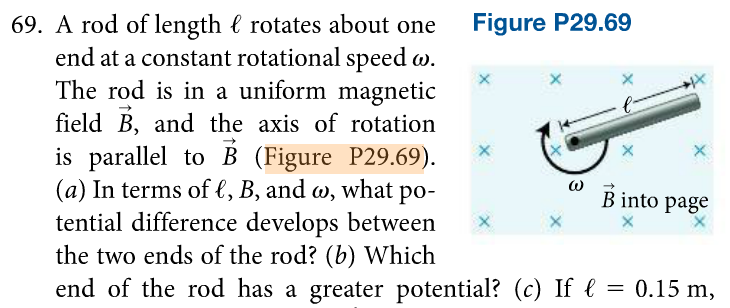 69. A rod of length ℓ rotates about one
end at a constant rotational speed ω.
The rod is in a uniform magnetic
field B⃗, and the axis of rotation
is parallel to B⃗ (Figure P29.69).
(a) In terms of ℓ, B, and ω, what po-
tential difference develops between
the two ends of the rod? (b) Which
end of the rod has a greater potential? (c) If ℓ = 0.15 m,
Figure P29.69
ℓ
ω
B⃗ into page